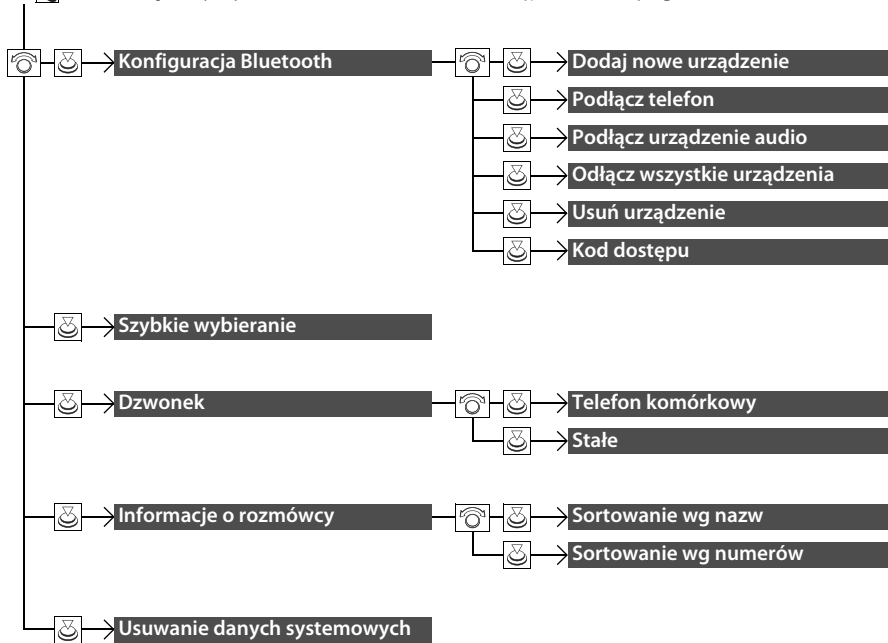 Konfiguracja Bluetooth
Dodaj nowe urządzenie
Podłącz telefon
Podłącz urządzenie audio
Odłącz wszystkie urządzenia
Usuń urządzenie
Kod dostępu
Szybkie wybieranie
Dzwonek
Telefon komórkowy
Stałe
Informacje o rozmówcy
Sortowanie wg nazw
Sortowanie wg numerów
Usuwanie danych systemowych